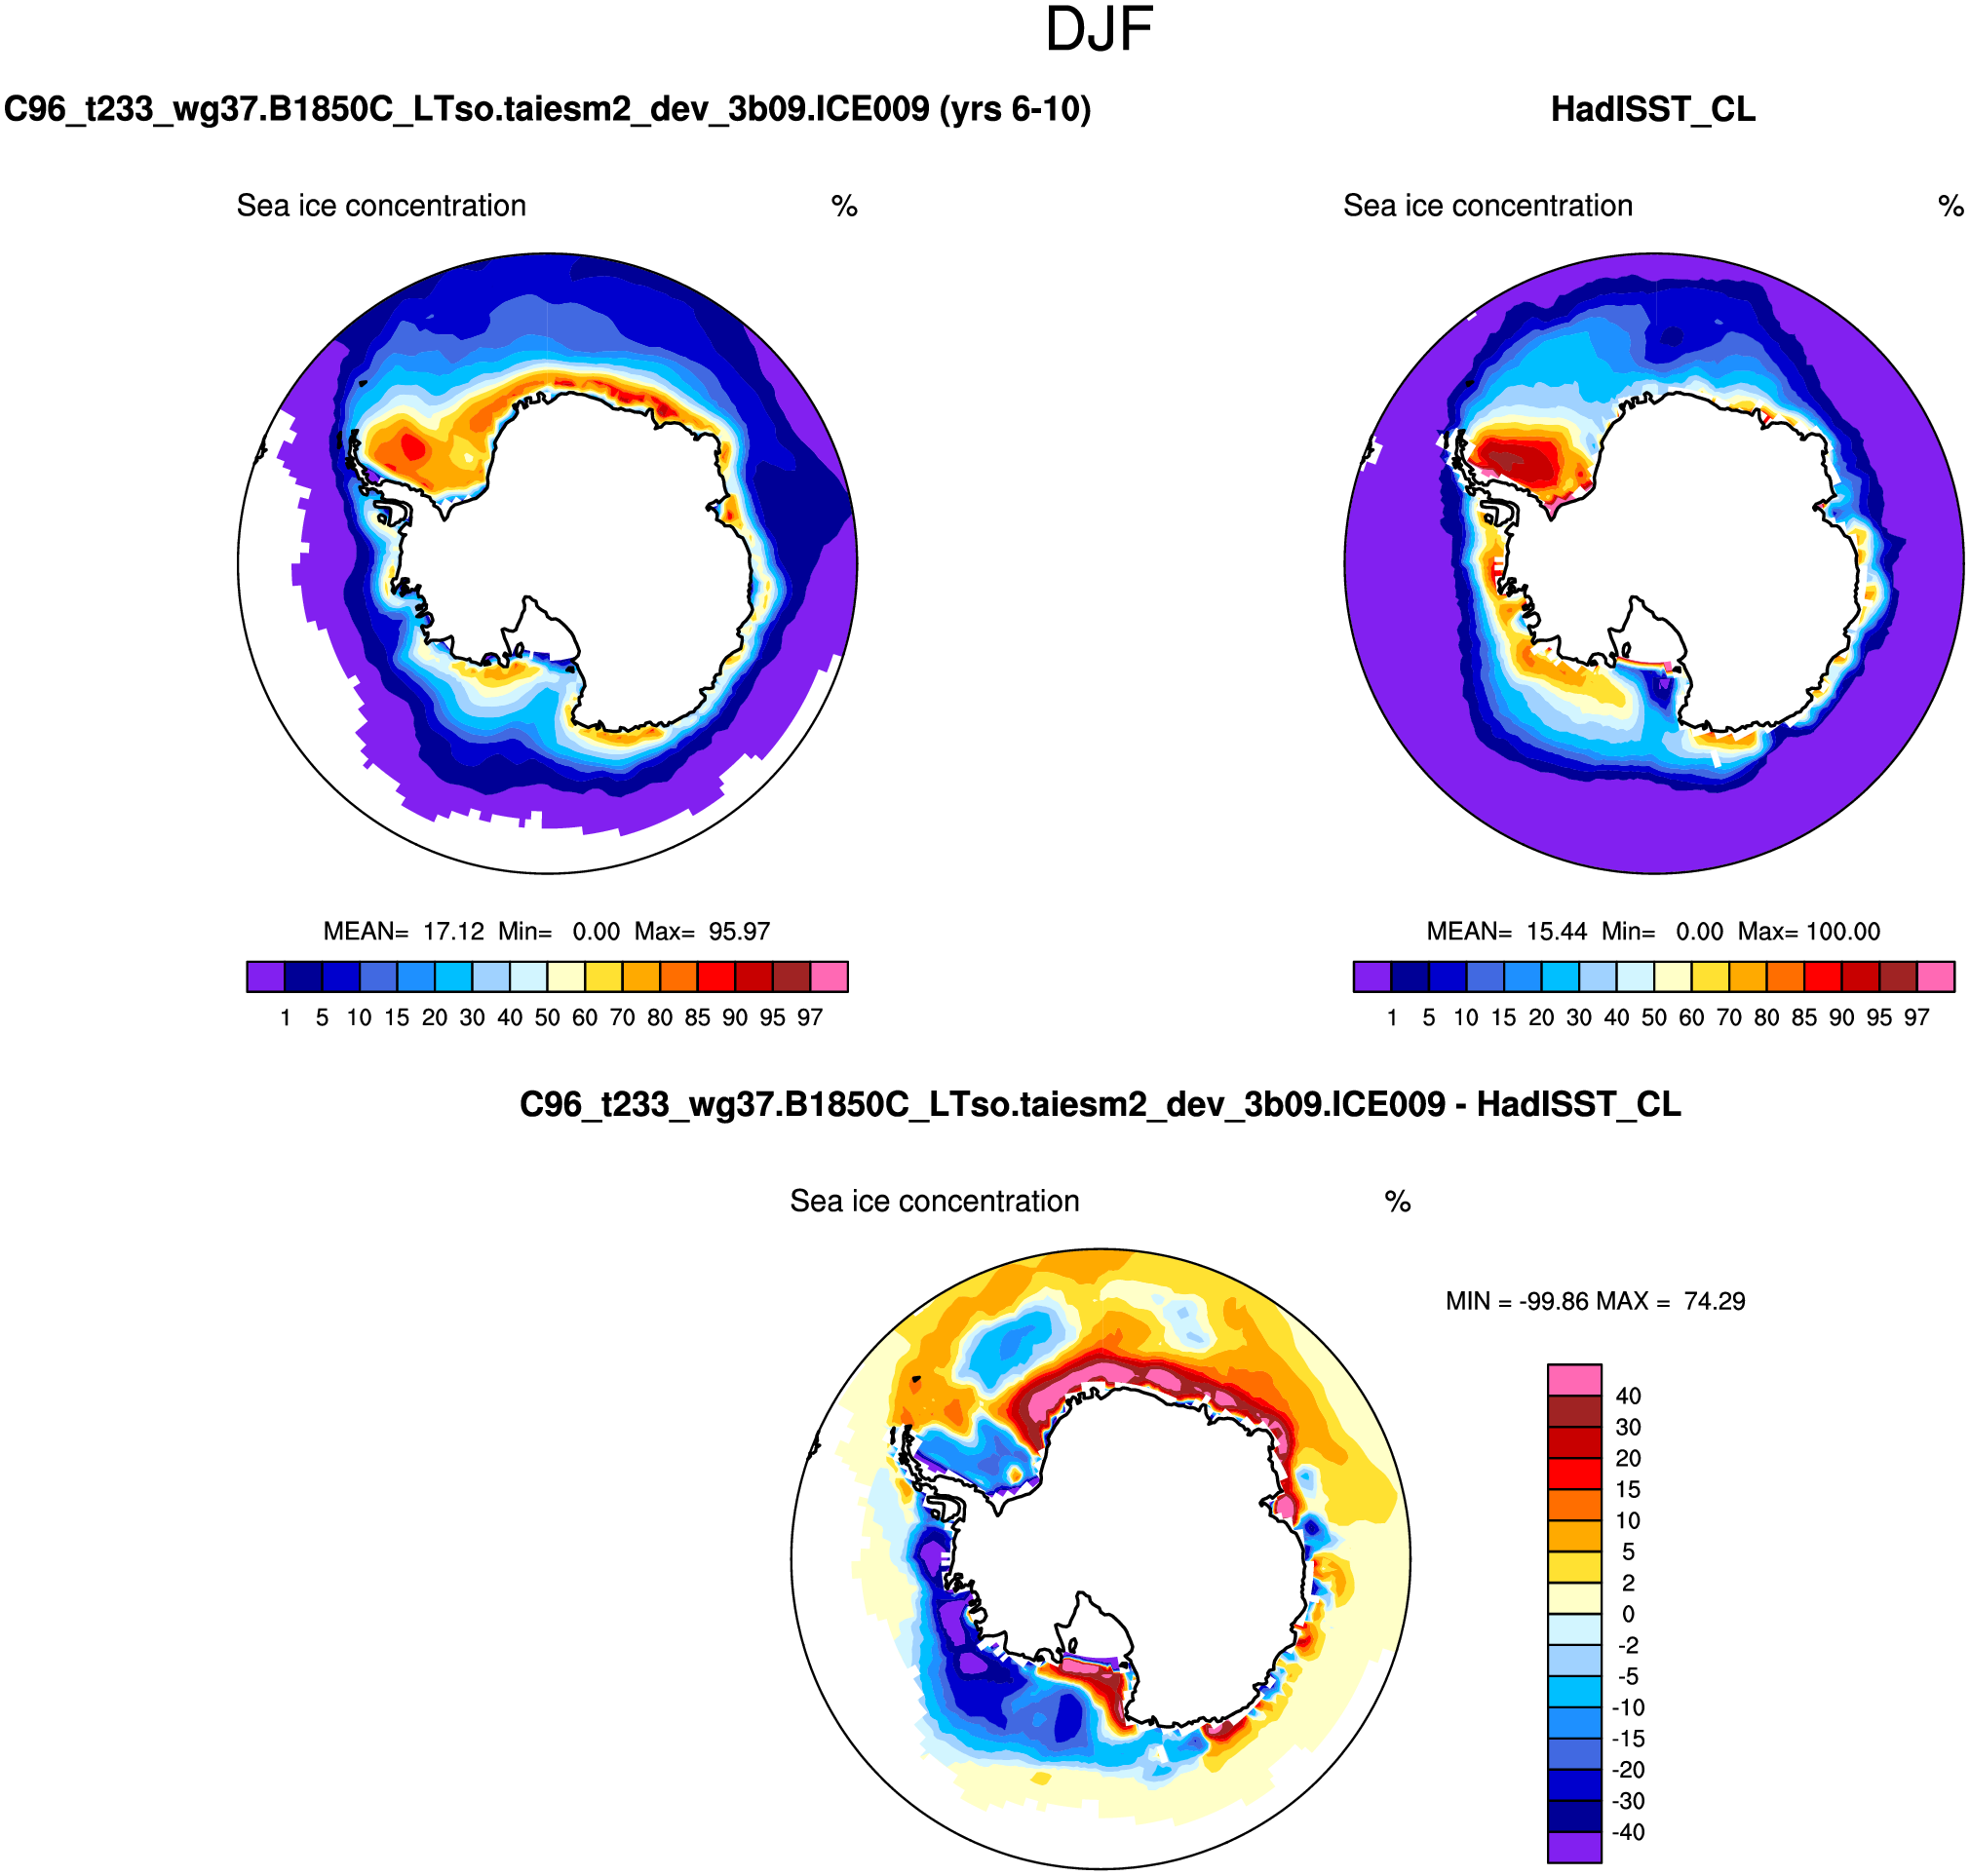 DJF
C96_t233_wg37.B1850C_LTso.taiesm2_dev_3b09.ICE009 (yrs 6-10)
HadISST_CL
Sea ice concentration %
Sea ice concentration %
MEAN= 17.12 Min= 0.00 Max= 95.97
MEAN= 15.44 Min= 0.00 Max= 100.00
1 5 10 15 20 30 40 50 60 70 80 85 90 95 97
1 5 10 15 20 30 40 50 60 70 80 85 90 95 97
C96_t233_wg37.B1850C_LTso.taiesm2_dev_3b09.ICE009 - HadISST_CL
Sea ice concentration %
MIN = -99.86 MAX = 74.29
40
30
20
15
10
5
2
0
-2
-5
-10
-15
-20
-30
-40